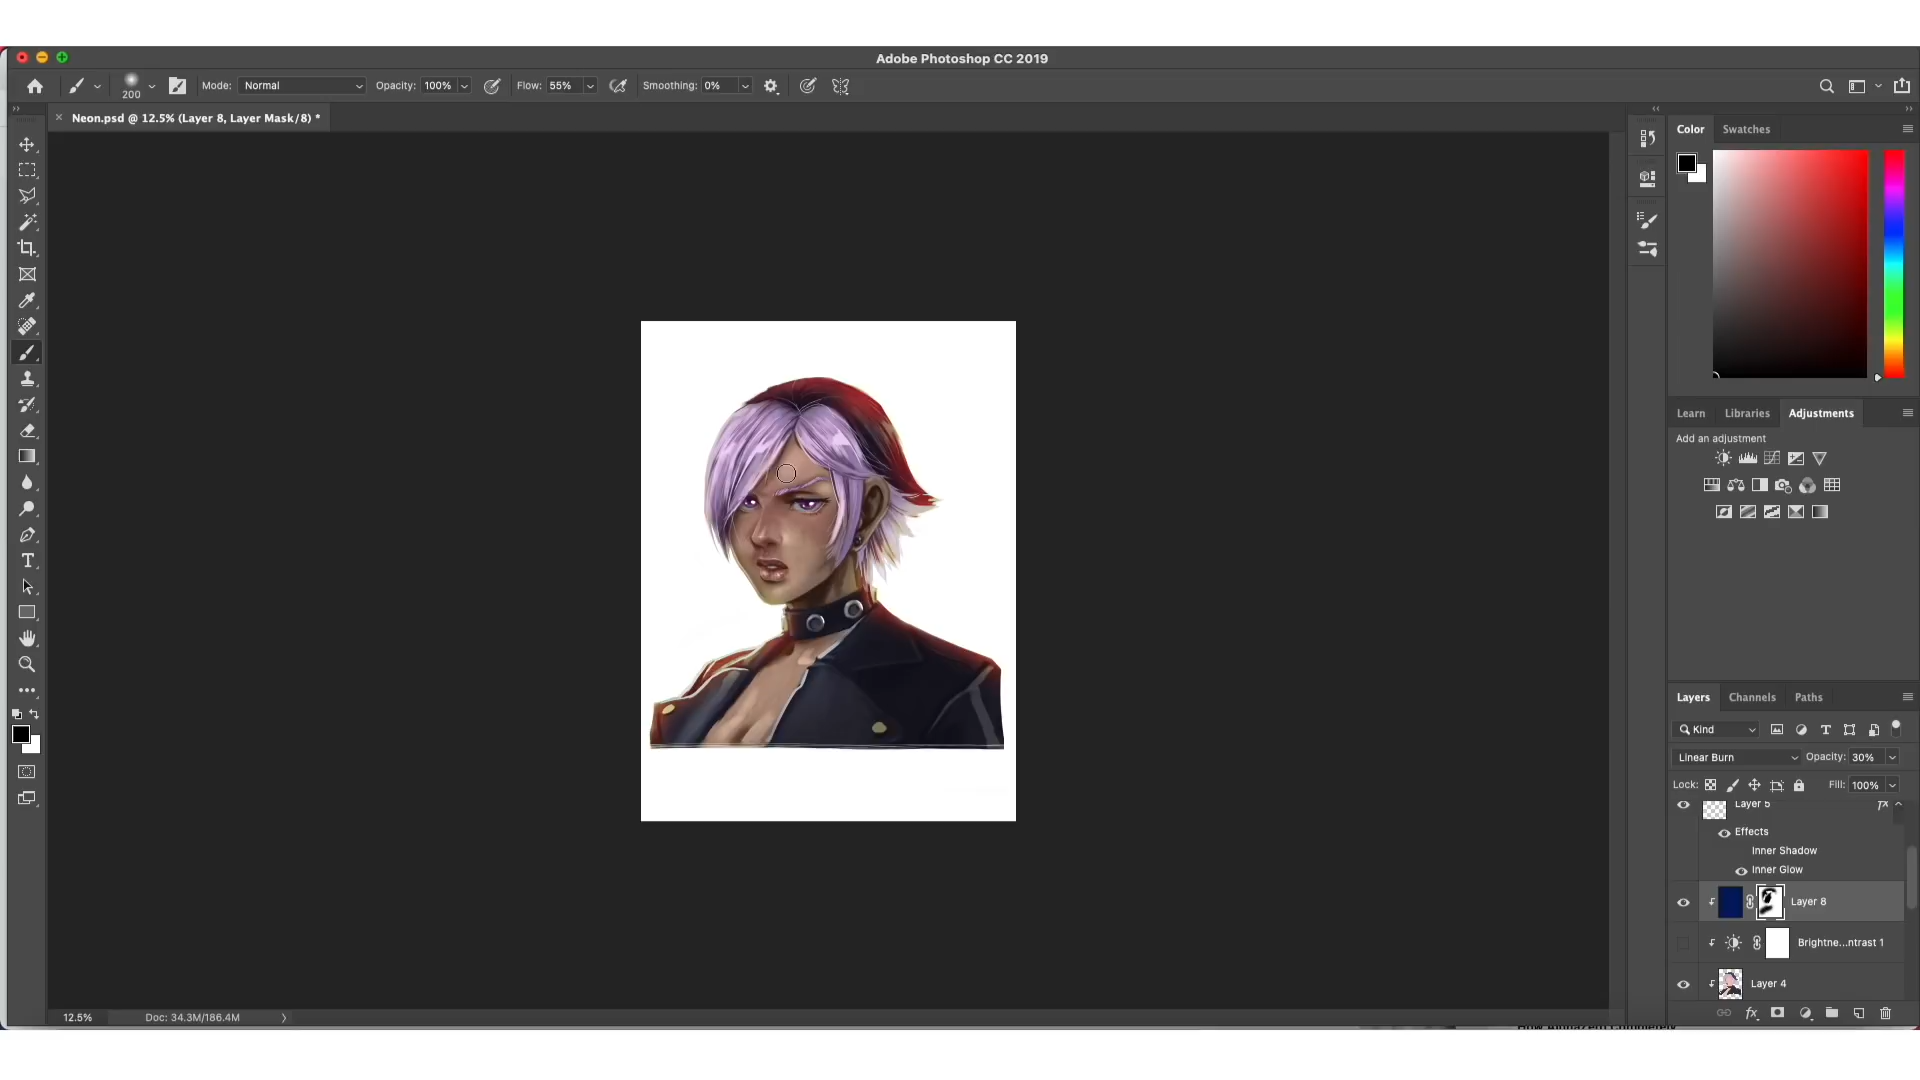 Adobe Photoshop CC 2019
200
Mode: Normal
Opacity: 100%
Flow: 55%
Smoothing: 0%
Neon.psd @ 12.5% (Layer 8, Layer Mask/8) *
Color
Swatches
Learn
Libraries
Adjustments
Add an adjustment
Layers
Channels
Paths
Kind
Linear Burn
Opacity: 30%
Lock:
Fill: 100%
Layer 5
fx
Effects
Inner Shadow
Inner Glow
Layer 8
Brightne...ntrast 1
Layer 4
fx
12.5%
Doc: 34.3M/186.4M